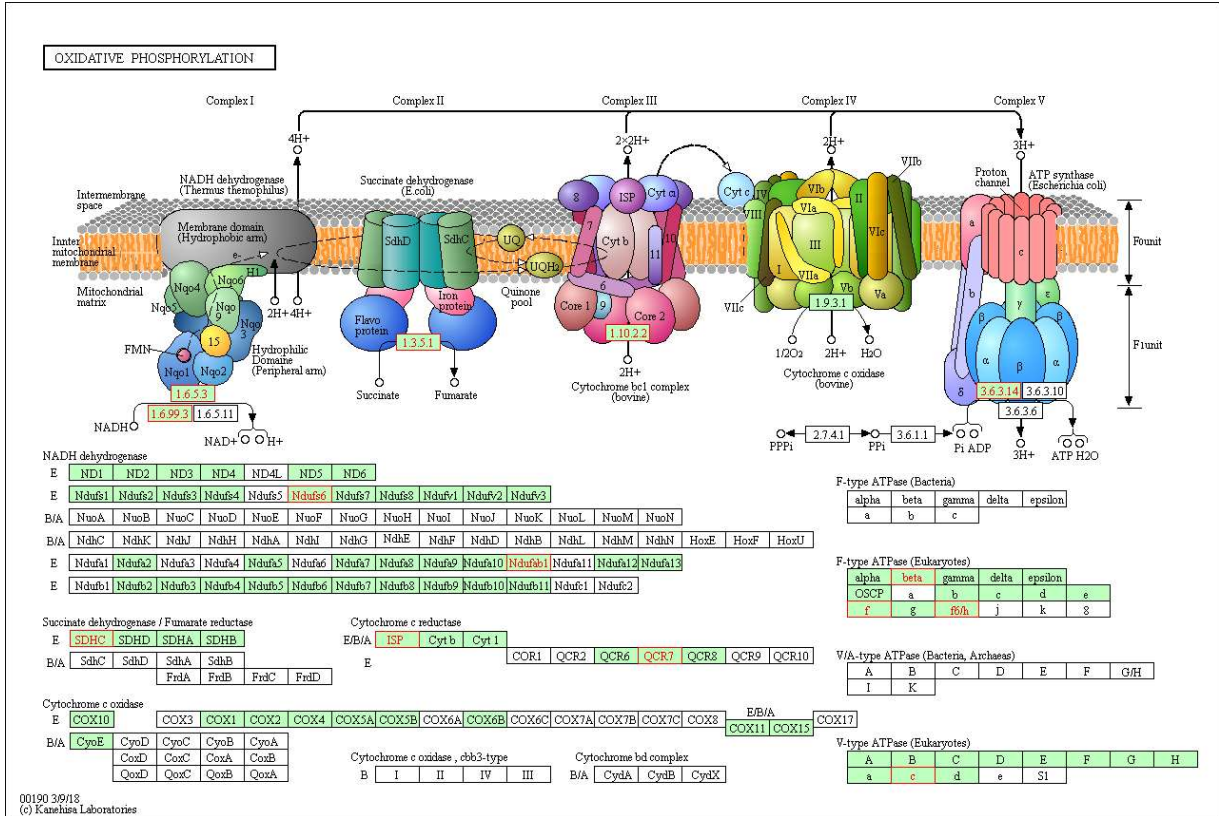 OXIDATIVE PHOSPHORYLATION
Complex I
Complex II
Complex III
Complex IV
Complex V
4H+
2×2H+
2H+
3H+
NADH dehydrogenase
(Thermus themophilus)
Succinate dehydrogenase
(E.coli)
Cyt c
VIIb
Proton
channel
ATP synthase
(Escherichia coli)
Intermembrane
space
8
7
ISP
Cyt c1
IV
VIb
VIa
II
VIII
a
c
Membrane domain
(Hydrophobic arm)
e-
SdhD
SdhC
UQ
UQH2
Quinone
pool
Cyt b
10
11
9
6
III
VIc
I
VIIa
VIIc
Vb
Va
F0unit
Innter
mitochondrial
membrane
Mitochondrial
matrix
Nqo4
Nqo6
H1
Nqo5
Nqo
9
Nqo
3
2H+ 4H+
15
FMN
Nqo1
Nqo2
Hydrophilic
Domaine
(Peripheral arm)
Flavo
protein
Iron
protein
Core 1
Core 2
b
γ
ε
β
β
α
β
α
δ
F1unit
1.6.5.3
1.6.99.3 1.6.5.11
NADH
NAD+ H+
1.3.5.1
Succinate
Fumarate
1.10.2.2
2H+
Cytochrome bc1 complex
(bovine)
1.9.3.1
1/2O2
2H+
H2O
Cytochrome c oxidase
(bovine)
3.6.3.14 3.6.3.10
3.6.3.6
PPPi
2.7.4.1
PPi
3.6.1.1
Pi ADP
3H+
ATP H2O
NADH dehydrogenase
E ND1 ND2 ND3 ND4 ND4L ND5 ND6
E Ndufs1 Ndufs2 Ndufs3 Ndufs4 Ndufs5 Ndufs6 Ndufs7 Ndufs8 Ndufv1 Ndufv2 Ndufv3
B/A NuoA NuoB NuoC NuoD NuoE NuoF NuoG NuoH NuoI NuoJ NuoK NuoL NuoM NuoN
B/A NdhC NdhK NdhJ NdhH NdhA NdhI NdhG NdhE NdhF NdhD NdhB NdhL NdhM NdhN HoxE HoxF HoxU
E Ndufa1 Ndufa2 Ndufa3 Ndufa4 Ndufa5 Ndufa6 Ndufa7 Ndufa8 Ndufa9 Ndufa10 Ndufab1 Ndufa11 Ndufa12 Ndufa13
E Ndufb1 Ndufb2 Ndufb3 Ndufb4 Ndufb5 Ndufb6 Ndufb7 Ndufb8 Ndufb9 Ndufb10 Ndufb11 Ndufc1 Ndufc2
Succinate dehydrogenase / Fumarate reductase
E SDHC SDHD SDHA SDHB
B/A SdhC SdhD SdhA SdhB
FrdA FrdB FrdC FrdD
Cytochrome c reductase
E/B/A ISP Cyt b Cyt 1
E COR1 QCR2 QCR6 QCR7 QCR8 QCR9 QCR10
Cytochrome c oxidase
E COX10 COX3 COX1 COX2 COX4 COX5A COX5B COX6A COX6B COX6C COX7A COX7B COX7C COX8
E/B/A
COX11 COX15
COX17
B/A CyoE CyoD CyoC CyoB CyoA
CoxD CoxC CoxA CoxB
QoxD QoxC QoxB QoxA
Cytochrome c oxidase , cbb3-type
B I II IV III
Cytochrome bd complex
B/A CydA CydB CydX
F-type ATPase (Bacteria)
alpha beta gamma delta epsilon
a b c
F-type ATPase (Eukaryotes)
alpha beta gamma delta epsilon
OSCP a b c d e
f g f6/h j k 8
V/A-type ATPase (Bacteria, Archaeas)
A B C D E F G/H
I K
V-type ATPase (Eukaryotes)
A B C D E F G H
a c d e S1
00190 3/9/18
(c) Kanehisa Laboratories